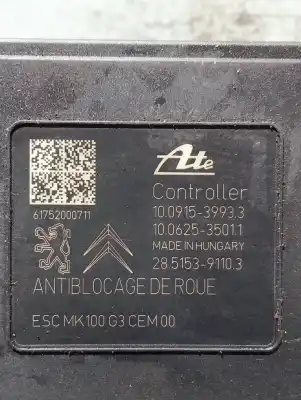 Ate
Controller
61752000711
10.0915-3993.3
10.0625-3501.1
MADE IN HUNGARY
28.5153-9110.3
ANTIBLOCAGE DE ROUE
ESC MK100 G3 CEM 00